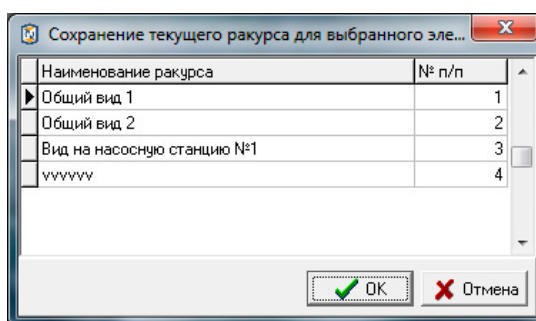 Сохранение текущего ракурса для выбранного эле...
Наименование ракурса № п/п
Общий вид 1 1
Общий вид 2 2
Вид на насосную станцию №1 3
vvvvvv 4
OK Отмена